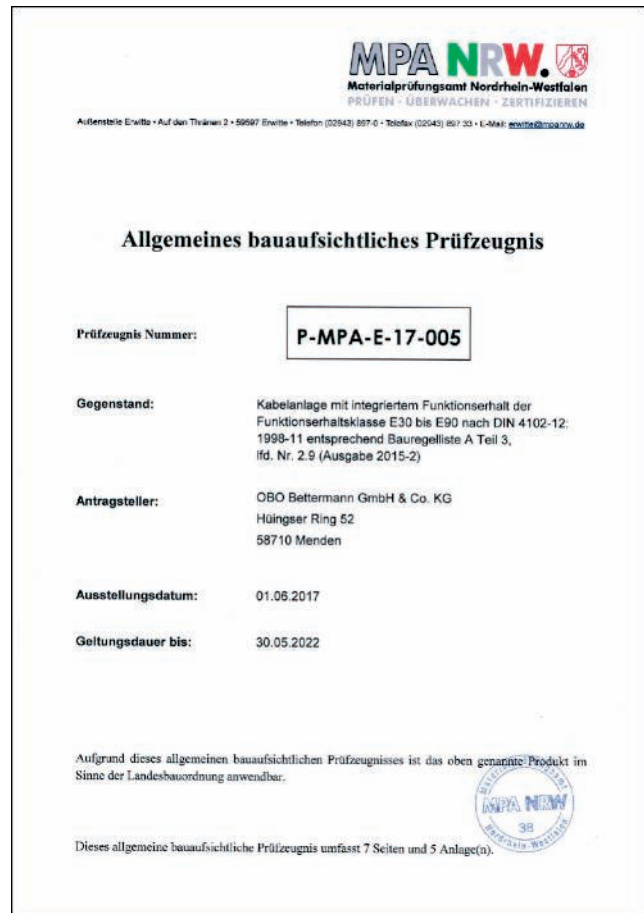 MPA NRW.
Materialprüfungsamt Nordrhein-Westfalen
PRÜFEN · ÜBERWACHEN · ZERTIFIZIEREN
Außenstelle Erwitte • Auf den Thränen 2 • 59597 Erwitte • Telefon (02943) 897-0 • Telefax (02943) 897 33 • E-Mail: erwitte@mpanrw.de
Allgemeines bauaufsichtliches Prüfzeugnis
Prüfzeugnis Nummer:
P-MPA-E-17-005
Gegenstand:
Kabelanlage mit integriertem Funktionserhalt der
Funktionserhaltsklasse E30 bis E90 nach DIN 4102-12:
1998-11 entsprechend Bauregelliste A Teil 3,
lfd. Nr. 2.9 (Ausgabe 2015-2)
Antragsteller:
OBO Bettermann GmbH & Co. KG
Hüingser Ring 52
58710 Menden
Ausstellungsdatum:
01.06.2017
Geltungsdauer bis:
30.05.2022
Aufgrund dieses allgemeinen bauaufsichtlichen Prüfzeugnisses ist das oben genannte Produkt im
Sinne der Landesbauordnung anwendbar.
Materialprüfungsamt
MPA NRW
38
Nordrhein-Westfalen
Dieses allgemeine bauaufsichtliche Prüfzeugnis umfasst 7 Seiten und 5 Anlage(n).